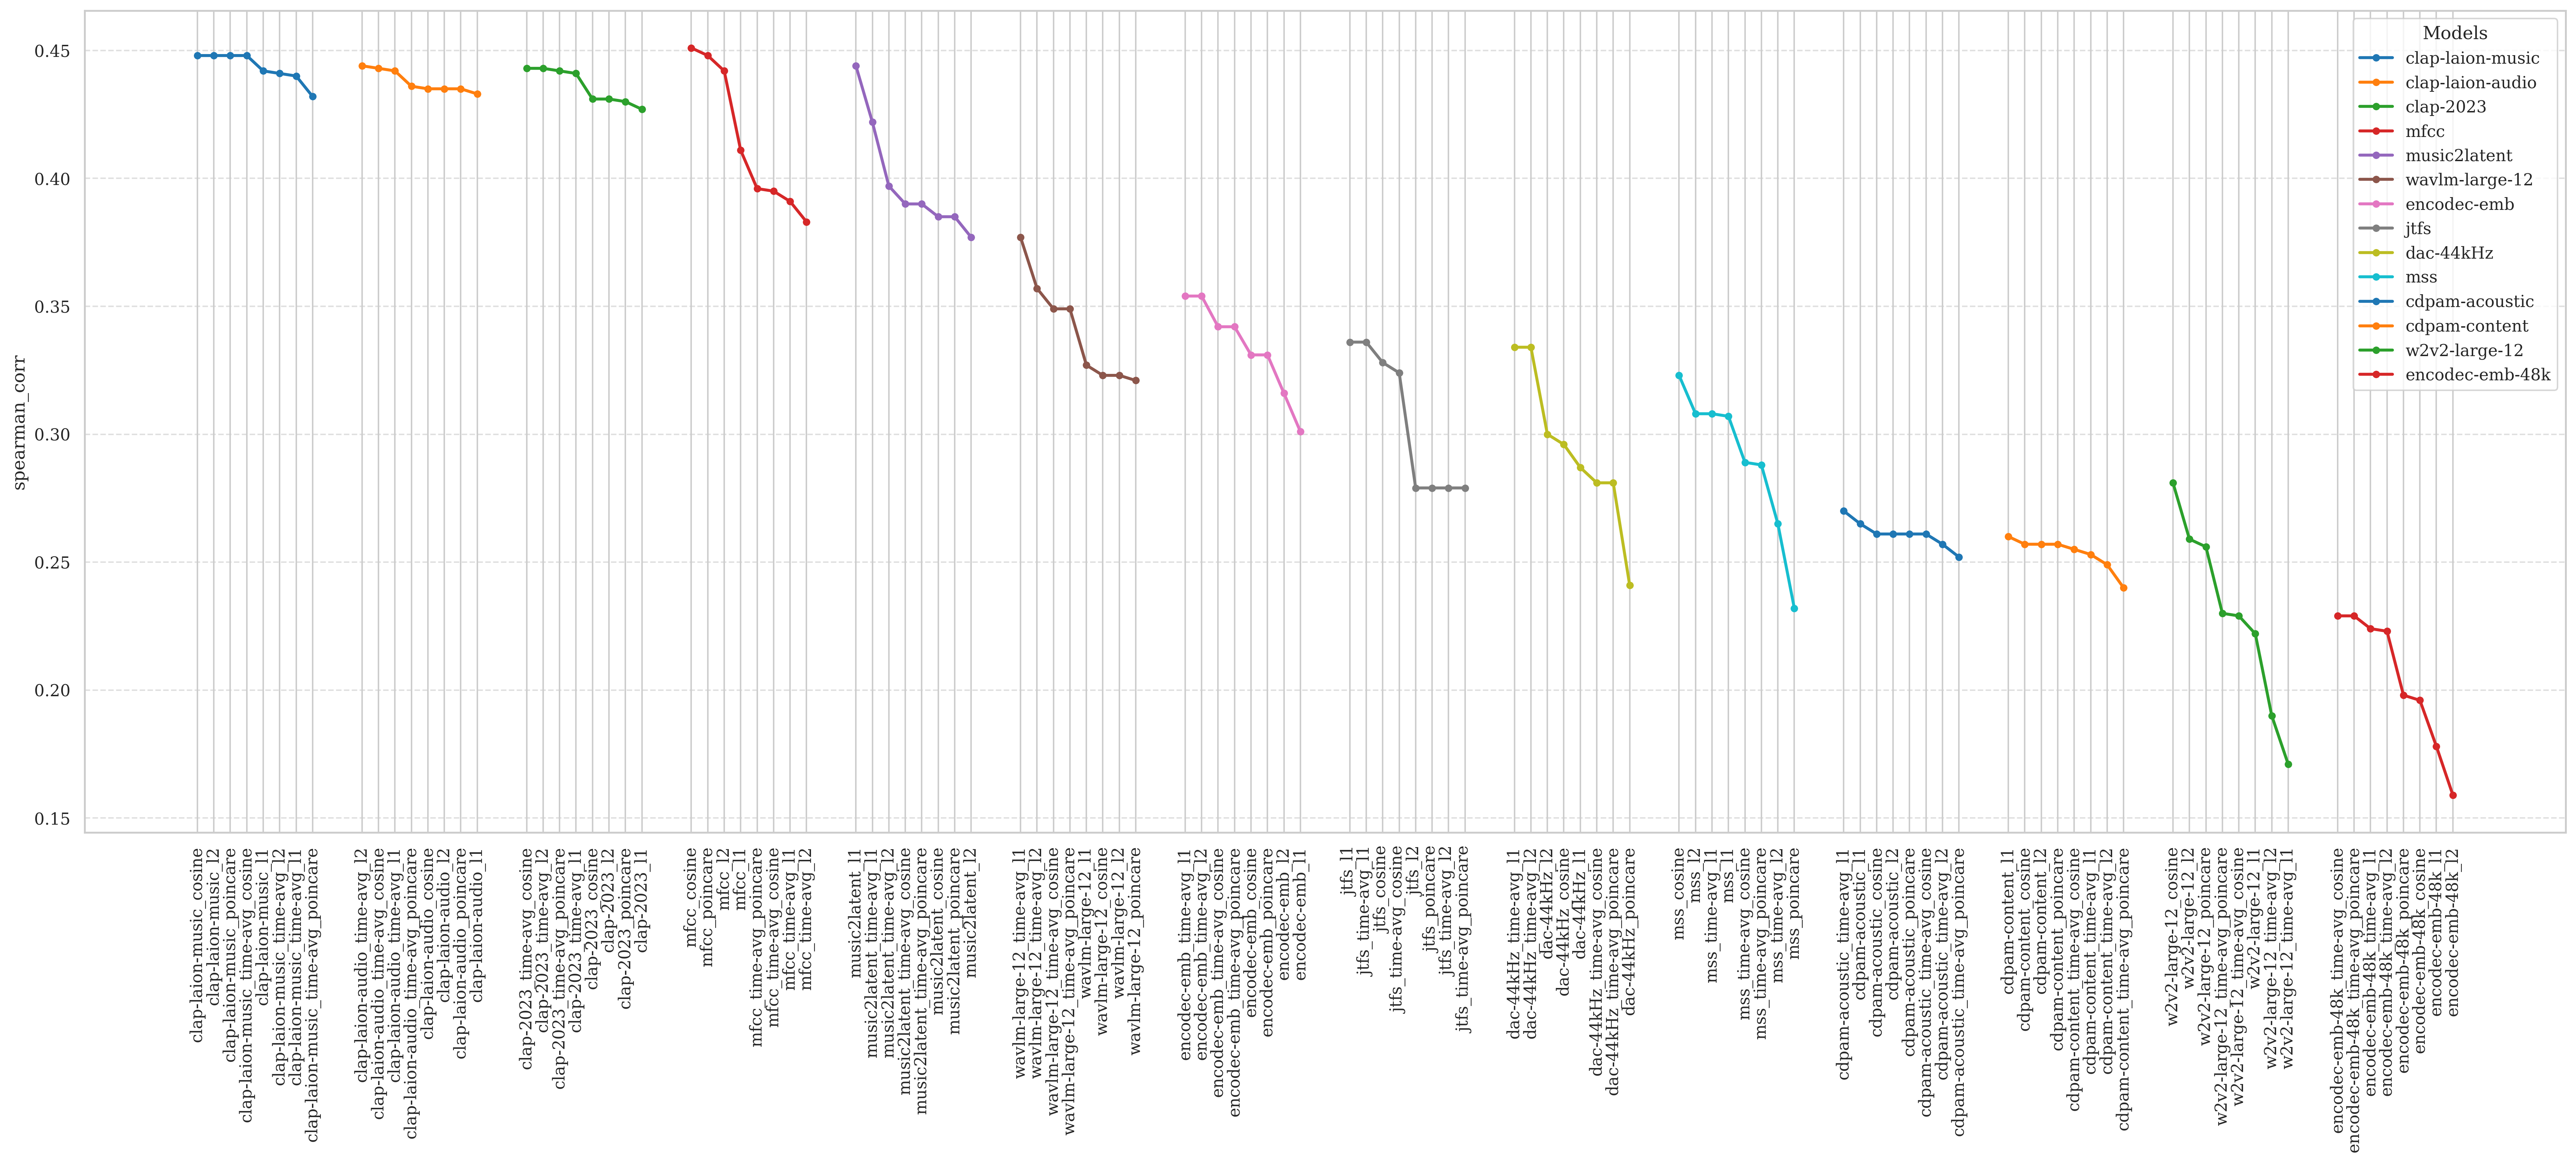 spearman_corr
0.45
0.40
0.35
0.30
0.25
0.20
0.15
Models
clap-laion-music
clap-laion-audio
clap-2023
mfcc
music2latent
wavlm-large-12
encodec-emb
jtfs
dac-44kHz
mss
cdpam-acoustic
cdpam-content
w2v2-large-12
encodec-emb-48k
clap-laion-music_cosine
clap-laion-music_l2
clap-laion-music_poincare
clap-laion-music_time-avg_cosine
clap-laion-music_l1
clap-laion-music_time-avg_l2
clap-laion-music_time-avg_l1
clap-laion-music_time-avg_poincare
clap-laion-audio_time-avg_l2
clap-laion-audio_time-avg_cosine
clap-laion-audio_time-avg_l1
clap-laion-audio_time-avg_poincare
clap-laion-audio_cosine
clap-laion-audio_l2
clap-laion-audio_poincare
clap-laion-audio_l1
clap-2023_time-avg_cosine
clap-2023_time-avg_l2
clap-2023_time-avg_poincare
clap-2023_time-avg_l1
clap-2023_cosine
clap-2023_l2
clap-2023_poincare
clap-2023_l1
mfcc_cosine
mfcc_poincare
mfcc_l2
mfcc_l1
mfcc_time-avg_poincare
mfcc_time-avg_cosine
mfcc_time-avg_l1
mfcc_time-avg_l2
music2latent_l1
music2latent_time-avg_l1
music2latent_time-avg_l2
music2latent_time-avg_cosine
music2latent_time-avg_poincare
music2latent_cosine
music2latent_poincare
music2latent_l2
wavlm-large-12_time-avg_l1
wavlm-large-12_time-avg_l2
wavlm-large-12_time-avg_cosine
wavlm-large-12_time-avg_poincare
wavlm-large-12_l1
wavlm-large-12_cosine
wavlm-large-12_l2
wavlm-large-12_poincare
encodec-emb_time-avg_l1
encodec-emb_time-avg_l2
encodec-emb_time-avg_cosine
encodec-emb_time-avg_poincare
encodec-emb_cosine
encodec-emb_poincare
encodec-emb_l2
encodec-emb_l1
jtfs_l1
jtfs_time-avg_l1
jtfs_cosine
jtfs_time-avg_cosine
jtfs_l2
jtfs_poincare
jtfs_time-avg_l2
jtfs_time-avg_poincare
dac-44kHz_time-avg_l1
dac-44kHz_time-avg_l2
dac-44kHz_l2
dac-44kHz_cosine
dac-44kHz_l1
dac-44kHz_time-avg_cosine
dac-44kHz_time-avg_poincare
dac-44kHz_poincare
mss_cosine
mss_l2
mss_time-avg_l1
mss_l1
mss_time-avg_cosine
mss_time-avg_poincare
mss_time-avg_l2
mss_poincare
cdpam-acoustic_time-avg_l1
cdpam-acoustic_l1
cdpam-acoustic_cosine
cdpam-acoustic_l2
cdpam-acoustic_poincare
cdpam-acoustic_time-avg_cosine
cdpam-acoustic_time-avg_l2
cdpam-acoustic_time-avg_poincare
cdpam-content_l1
cdpam-content_cosine
cdpam-content_l2
cdpam-content_poincare
cdpam-content_time-avg_cosine
cdpam-content_time-avg_l1
cdpam-content_time-avg_l2
cdpam-content_time-avg_poincare
w2v2-large-12_cosine
w2v2-large-12_l2
w2v2-large-12_poincare
w2v2-large-12_time-avg_poincare
w2v2-large-12_time-avg_cosine
w2v2-large-12_l1
w2v2-large-12_time-avg_l2
w2v2-large-12_time-avg_l1
encodec-emb-48k_time-avg_cosine
encodec-emb-48k_time-avg_poincare
encodec-emb-48k_time-avg_l1
encodec-emb-48k_time-avg_l2
encodec-emb-48k_poincare
encodec-emb-48k_cosine
encodec-emb-48k_l1
encodec-emb-48k_l2